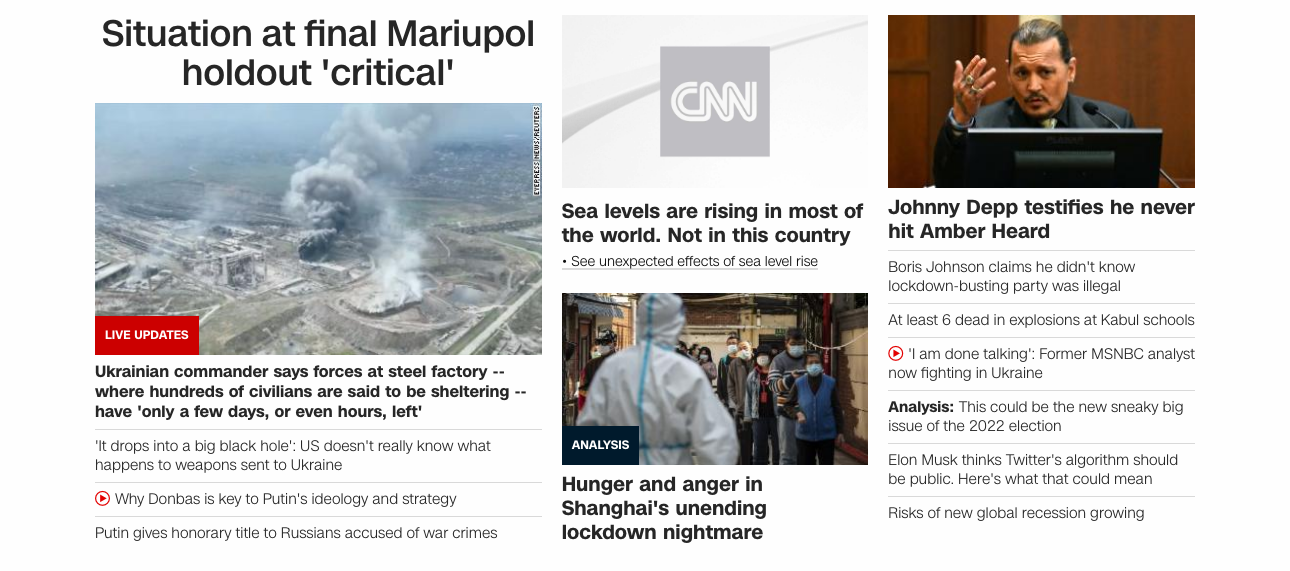 Situation at final Mariupol
holdout 'critical'
EYEPRESS NEWS/REUTERS
LIVE UPDATES
Ukrainian commander says forces at steel factory --
where hundreds of civilians are said to be sheltering --
have 'only a few days, or even hours, left'
'It drops into a big black hole': US doesn't really know what
happens to weapons sent to Ukraine
Why Donbas is key to Putin's ideology and strategy
Putin gives honorary title to Russians accused of war crimes
CNN
Sea levels are rising in most of
the world. Not in this country
• See unexpected effects of sea level rise
ANALYSIS
Hunger and anger in
Shanghai's unending
lockdown nightmare
Johnny Depp testifies he never
hit Amber Heard
Boris Johnson claims he didn't know
lockdown-busting party was illegal
At least 6 dead in explosions at Kabul schools
'I am done talking': Former MSNBC analyst
now fighting in Ukraine
Analysis: This could be the new sneaky big
issue of the 2022 election
Elon Musk thinks Twitter's algorithm should
be public. Here's what that could mean
Risks of new global recession growing